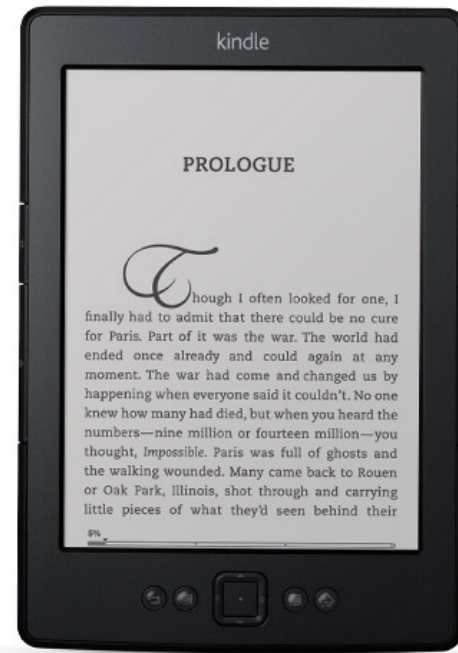 kindle
PROLOGUE
Though I often looked for one, I
finally had to admit that there could be no cure
for Paris. Part of it was the war. The world had
ended once already and could again at any
moment. The war had come and changed us by
happening when everyone said it couldn't. No one
knew how many had died, but when you heard the
numbers—nine million or fourteen million—you
thought, Impossible. Paris was full of ghosts and
the walking wounded. Many came back to Rouen
or Oak Park, Illinois, shot through and carrying
little pieces of what they'd seen behind their
8%